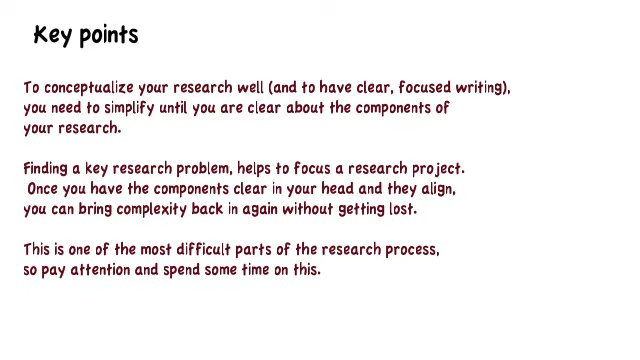 Key points
To conceptualize your research well (and to have clear, focused writing),
you need to simplify until you are clear about the components of
your research.
Finding a key research problem, helps to focus a research project.
Once you have the components clear in your head and they align,
you can bring complexity back in again without getting lost.
This is one of the most difficult parts of the research process,
so pay attention and spend some time on this.